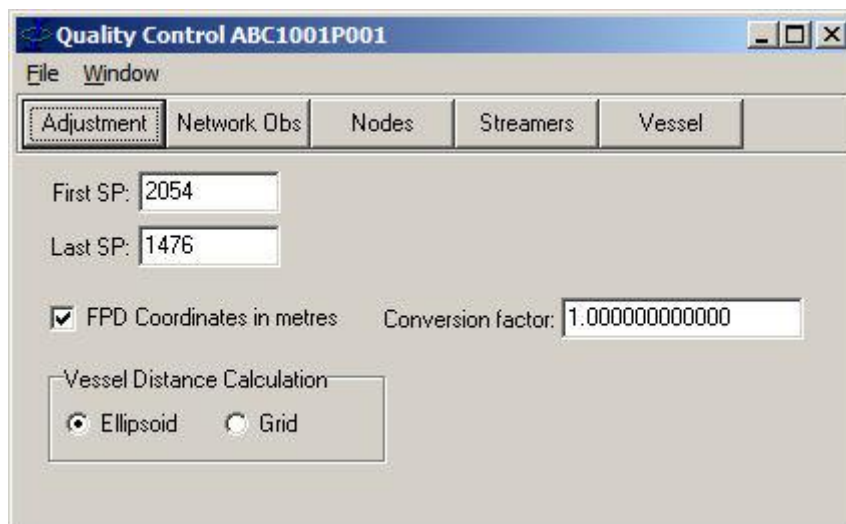 Quality Control ABC1001P001
File Window
Adjustment Network Obs Nodes Streamers Vessel
First SP: 2054
Last SP: 1476
FPD Coordinates in metres Conversion factor: 1.000000000000
Vessel Distance Calculation
Ellipsoid Grid